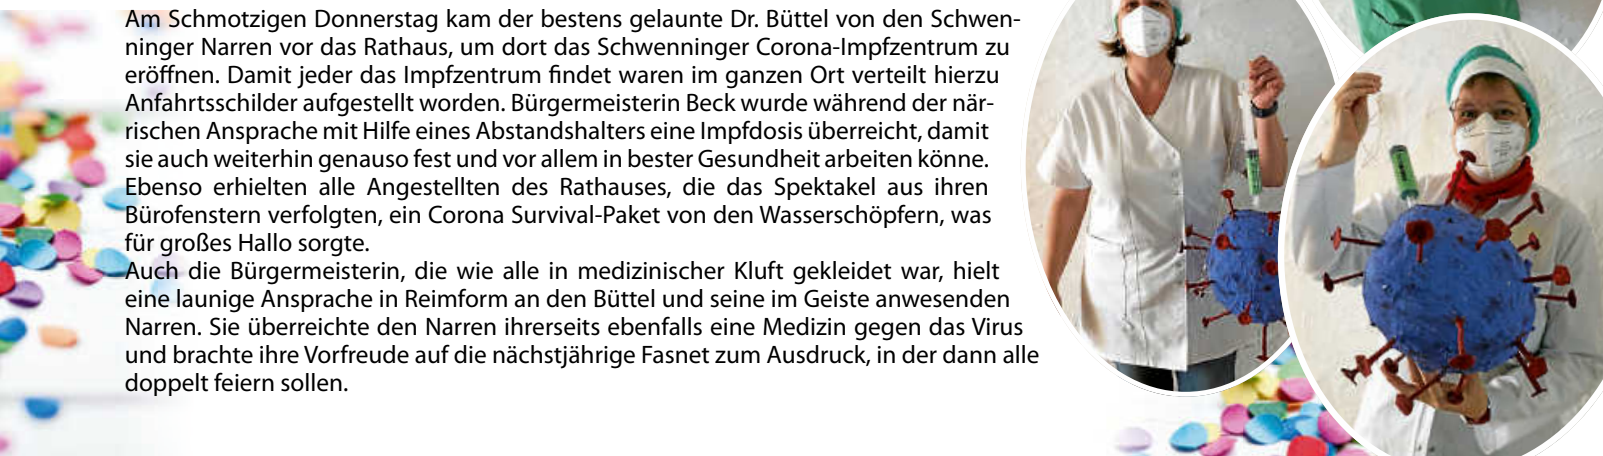 Am Schmotzigen Donnerstag kam der bestens gelaunte Dr. Büttel von den Schwen-
ninger Narren vor das Rathaus, um dort das Schwenninger Corona-Impfzentrum zu
eröffnen. Damit jeder das Impfzentrum findet waren im ganzen Ort verteilt hierzu
Anfahrtsschilder aufgestellt worden. Bürgermeisterin Beck wurde während der när-
rischen Ansprache mit Hilfe eines Abstandshalters eine Impfdosis überreicht, damit
sie auch weiterhin genauso fest und vor allem in bester Gesundheit arbeiten könne.
Ebenso erhielten alle Angestellten des Rathauses, die das Spektakel aus ihren
Bürofenstern verfolgten, ein Corona Survival-Paket von den Wasserschöpfern, was
für großes Hallo sorgte.
Auch die Bürgermeisterin, die wie alle in medizinischer Kluft gekleidet war, hielt
eine launige Ansprache in Reimform an den Büttel und seine im Geiste anwesenden
Narren. Sie überreichte den Narren ihrerseits ebenfalls eine Medizin gegen das Virus
und brachte ihre Vorfreude auf die nächstjährige Fasnet zum Ausdruck, in der dann alle
doppelt feiern sollen.